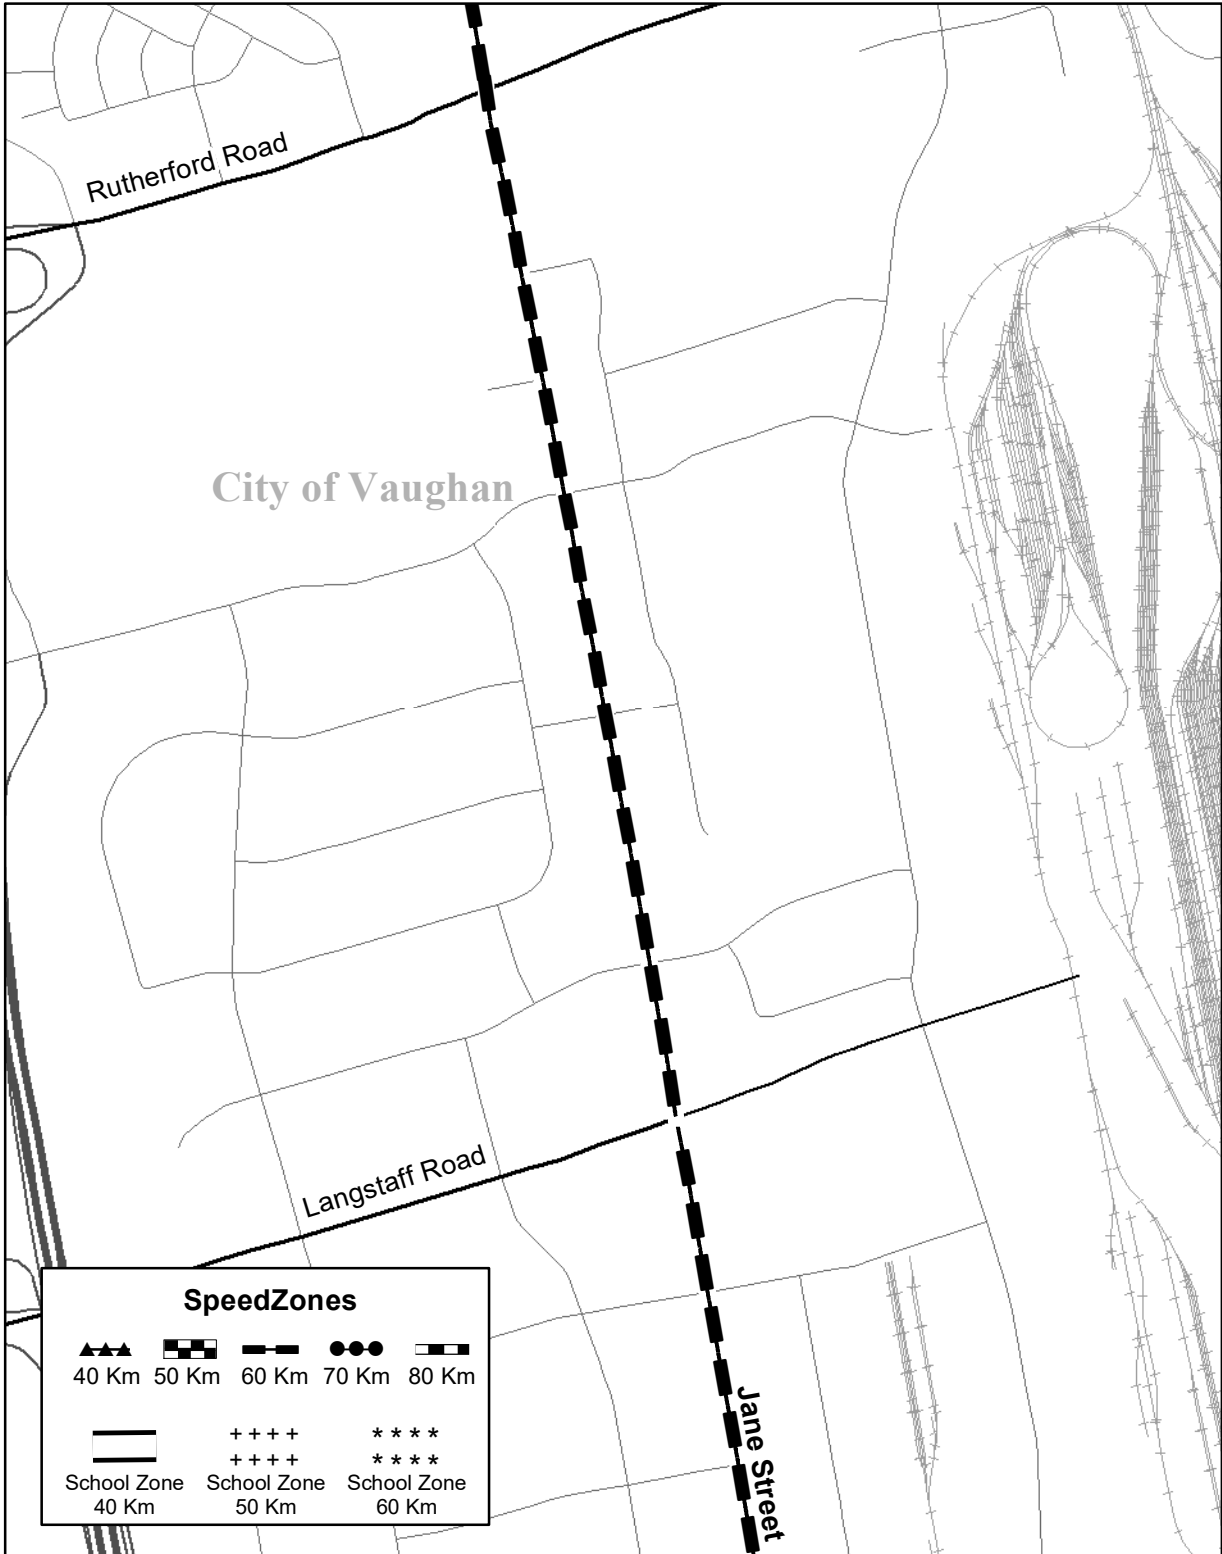 Rutherford Road
City of Vaughan
Langstaff Road
Jane Street
SpeedZones
40 Km 50 Km 60 Km 70 Km 80 Km
School Zone School Zone School Zone
40 Km 50 Km 60 Km